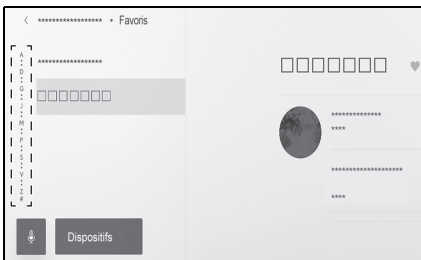 < ****************** • Favoris
A
•
D
•
G
•
J
•
M
•
P
•
S
•
V
•
Z
#
******************
□□□□□□□
□□□□□□□
**************
****
********************
****
Dispositifs